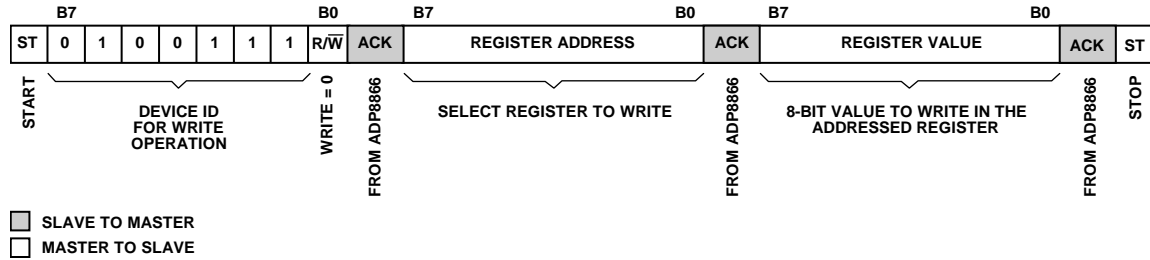 B7 B0 B7 B0 B7 B0
ST 0 1 0 0 1 1 1 R/W̅ ACK REGISTER ADDRESS ACK REGISTER VALUE ACK ST
START
DEVICE ID
FOR WRITE
OPERATION
WRITE = 0
FROM ADP8866
SELECT REGISTER TO WRITE
FROM ADP8866
8-BIT VALUE TO WRITE IN THE
ADDRESSED REGISTER
FROM ADP8866
STOP
SLAVE TO MASTER
MASTER TO SLAVE